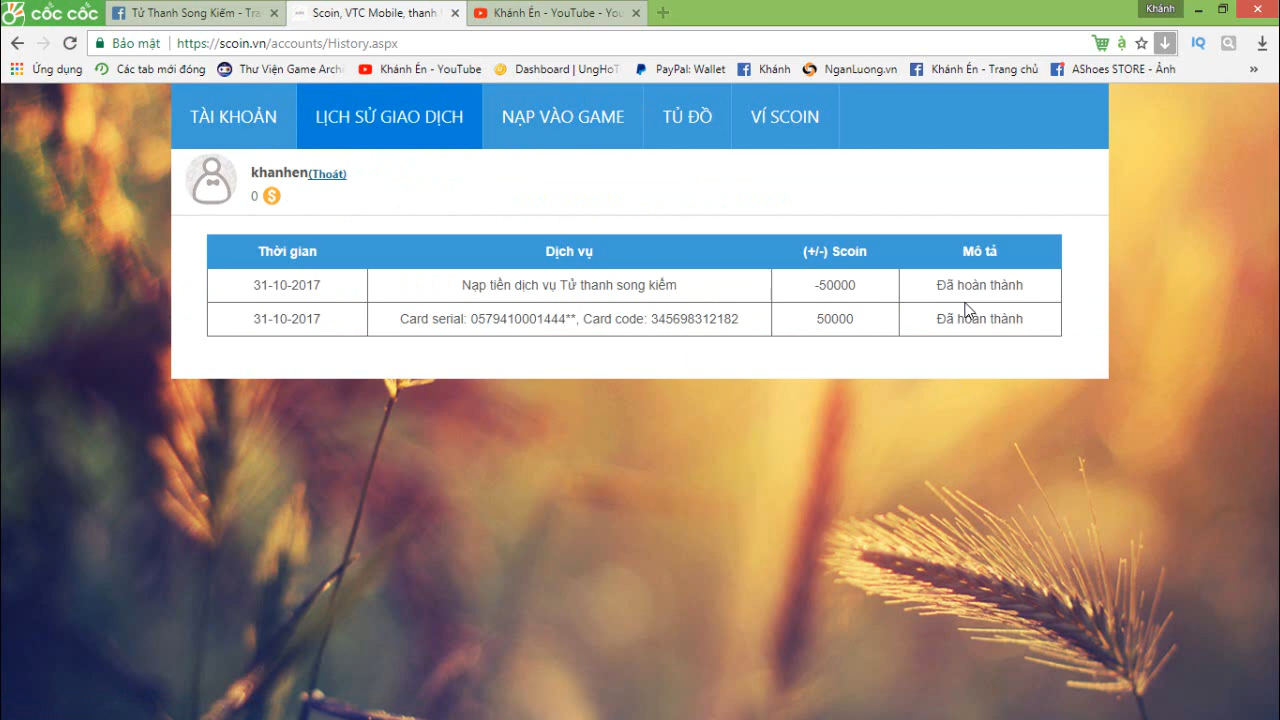 cốc cốc
Tử Thanh Song Kiếm - Tra
Scoin, VTC Mobile, thanh
Khánh Én - YouTube - You
Khánh
Bảo mật
https://scoin.vn/accounts/History.aspx
Ứng dụng
Các tab mới đóng
Thư Viện Game Arch
Khánh Én - YouTube
Dashboard | UngHoT
PayPal: Wallet
Khánh
NganLuong.vn
Khánh Én - Trang chủ
AShoes STORE - Ảnh
»
TÀI KHOẢN
LỊCH SỬ GIAO DỊCH
NẠP VÀO GAME
TỦ ĐỒ
VÍ SCOIN
khanhen(Thoát)
0 $
Thời gian Dịch vụ (+/-) Scoin Mô tả
31-10-2017 Nạp tiền dịch vụ Tử thanh song kiếm -50000 Đã hoàn thành
31-10-2017 Card serial: 0579410001444**, Card code: 345698312182 50000 Đã hoàn thành